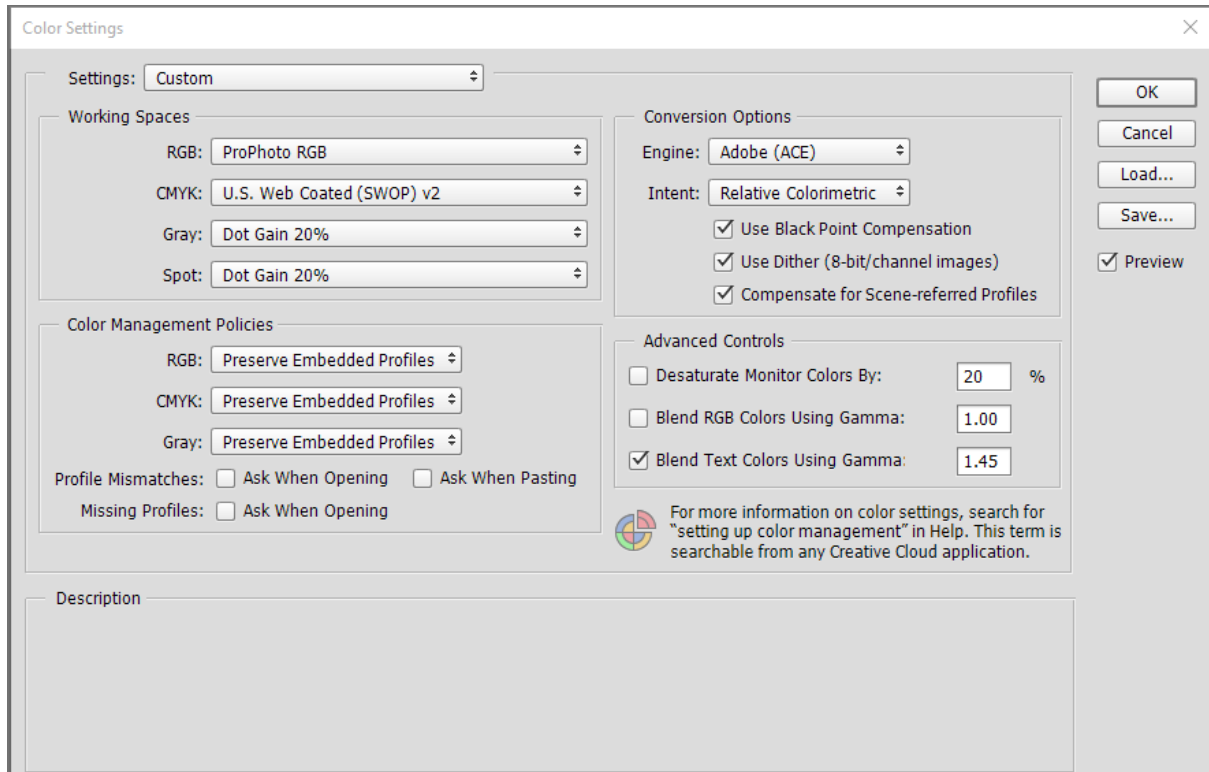 Color Settings
Settings: Custom
Working Spaces
RGB: ProPhoto RGB
CMYK: U.S. Web Coated (SWOP) v2
Gray: Dot Gain 20%
Spot: Dot Gain 20%
Color Management Policies
RGB: Preserve Embedded Profiles
CMYK: Preserve Embedded Profiles
Gray: Preserve Embedded Profiles
Profile Mismatches: Ask When Opening Ask When Pasting
Missing Profiles: Ask When Opening
Conversion Options
Engine: Adobe (ACE)
Intent: Relative Colorimetric
Use Black Point Compensation
Use Dither (8-bit/channel images)
Compensate for Scene-referred Profiles
Advanced Controls
Desaturate Monitor Colors By: 20 %
Blend RGB Colors Using Gamma: 1.00
Blend Text Colors Using Gamma: 1.45
For more information on color settings, search for
"setting up color management" in Help. This term is
searchable from any Creative Cloud application.
OK
Cancel
Load...
Save...
Preview
Description